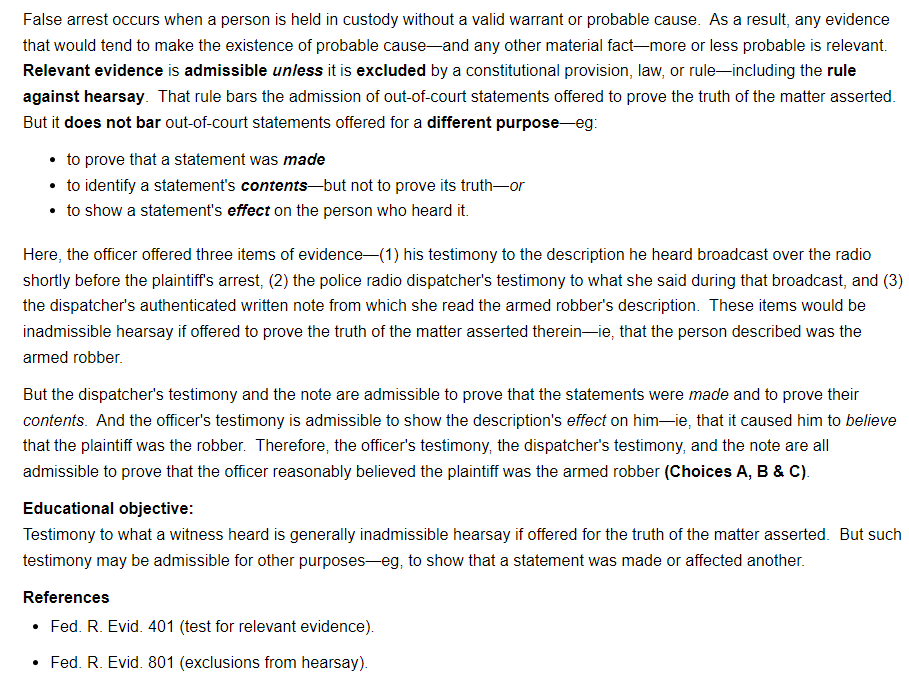 False arrest occurs when a person is held in custody without a valid warrant or probable cause.  As a result, any evidence
that would tend to make the existence of probable cause—and any other material fact—more or less probable is relevant.
Relevant evidence is admissible unless it is excluded by a constitutional provision, law, or rule—including the rule
against hearsay.  That rule bars the admission of out-of-court statements offered to prove the truth of the matter asserted.
But it does not bar out-of-court statements offered for a different purpose—eg:
• to prove that a statement was made
• to identify a statement's contents—but not to prove its truth—or
• to show a statement's effect on the person who heard it.
Here, the officer offered three items of evidence—(1) his testimony to the description he heard broadcast over the radio
shortly before the plaintiff's arrest, (2) the police radio dispatcher's testimony to what she said during that broadcast, and (3)
the dispatcher's authenticated written note from which she read the armed robber's description.  These items would be
inadmissible hearsay if offered to prove the truth of the matter asserted therein—ie, that the person described was the
armed robber.
But the dispatcher's testimony and the note are admissible to prove that the statements were made and to prove their
contents.  And the officer's testimony is admissible to show the description's effect on him—ie, that it caused him to believe
that the plaintiff was the robber.  Therefore, the officer's testimony, the dispatcher's testimony, and the note are all
admissible to prove that the officer reasonably believed the plaintiff was the armed robber (Choices A, B & C).
Educational objective:
Testimony to what a witness heard is generally inadmissible hearsay if offered for the truth of the matter asserted.  But such
testimony may be admissible for other purposes—eg, to show that a statement was made or affected another.
References
• Fed. R. Evid. 401 (test for relevant evidence).
• Fed. R. Evid. 801 (exclusions from hearsay).